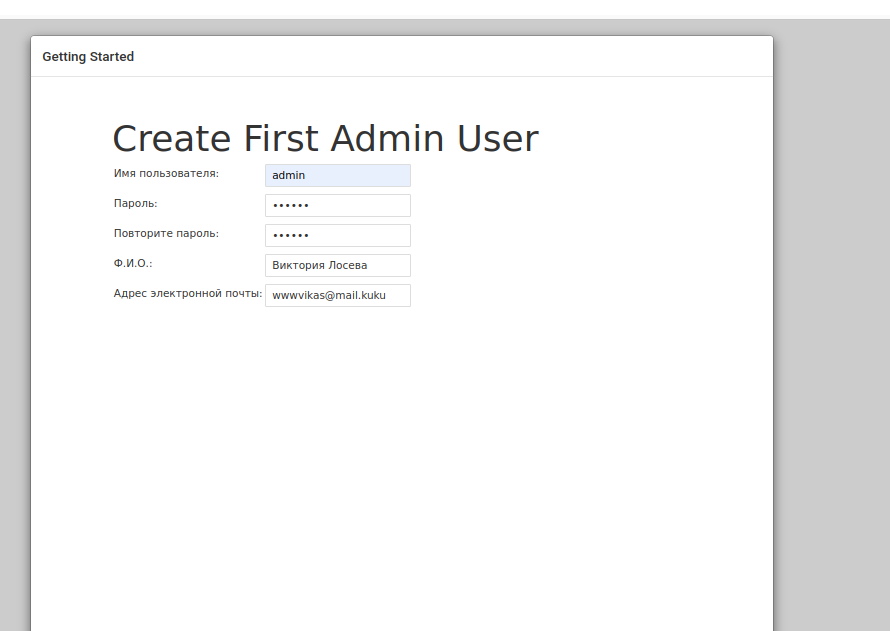 Getting Started
Create First Admin User
Имя пользователя: admin
Пароль: ••••••
Повторите пароль: ••••••
Ф.И.О.: Виктория Лосева
Адрес электронной почты: wwwvikas@mail.kuku